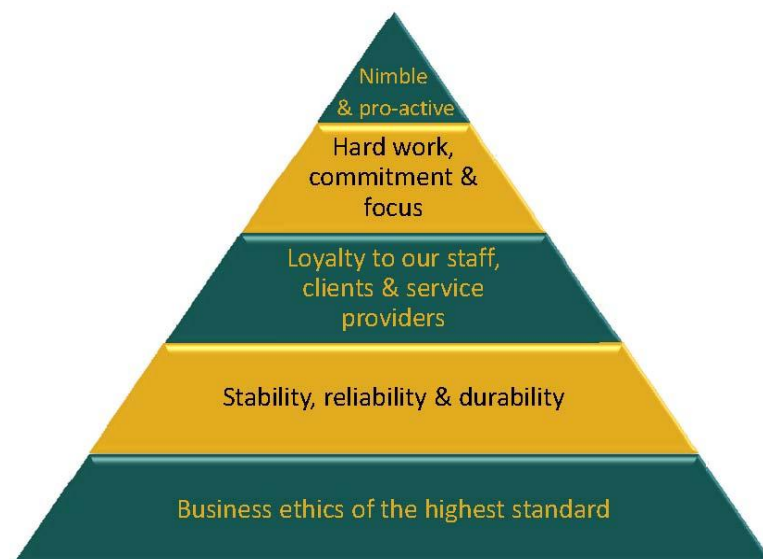 Nimble
& pro-active
Hard work,
commitment &
focus
Loyalty to our staff,
clients & service
providers
Stability, reliability & durability
Business ethics of the highest standard